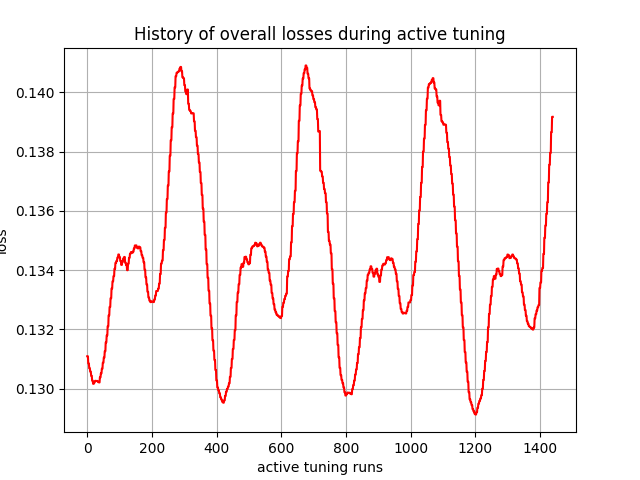 History of overall losses during active tuning
0.140
0.138
0.136
0.134
0.132
0.130
loss
0 200 400 600 800 1000 1200 1400
active tuning runs